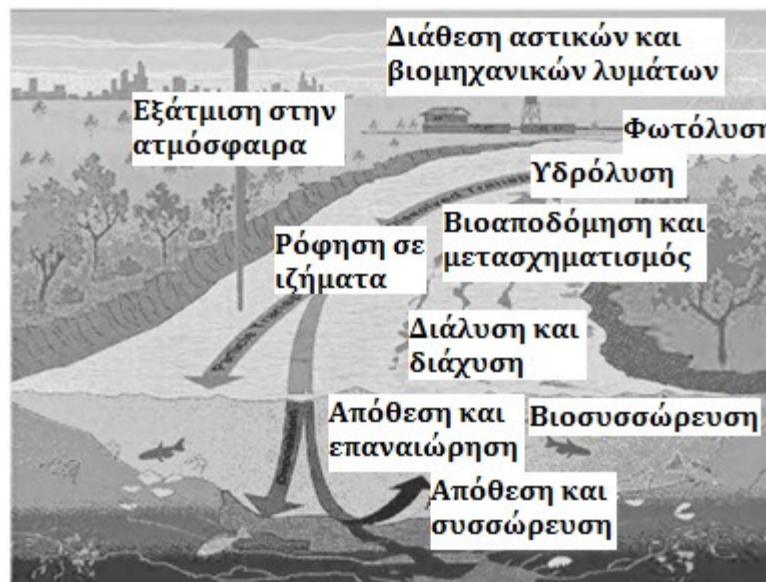 Διάθεση αστικών και
βιομηχανικών λυμάτων
Εξάτμιση στην
ατμόσφαιρα
Φωτόλυση
Υδρόλυση
Βιοαποδόμηση και
μετασχηματισμός
Ρόφηση σε
ιζήματα
Διάλυση και
διάχυση
Απόθεση και
επαναιώρηση
Βιοσυσσώρευση
Απόθεση και
συσσώρευση